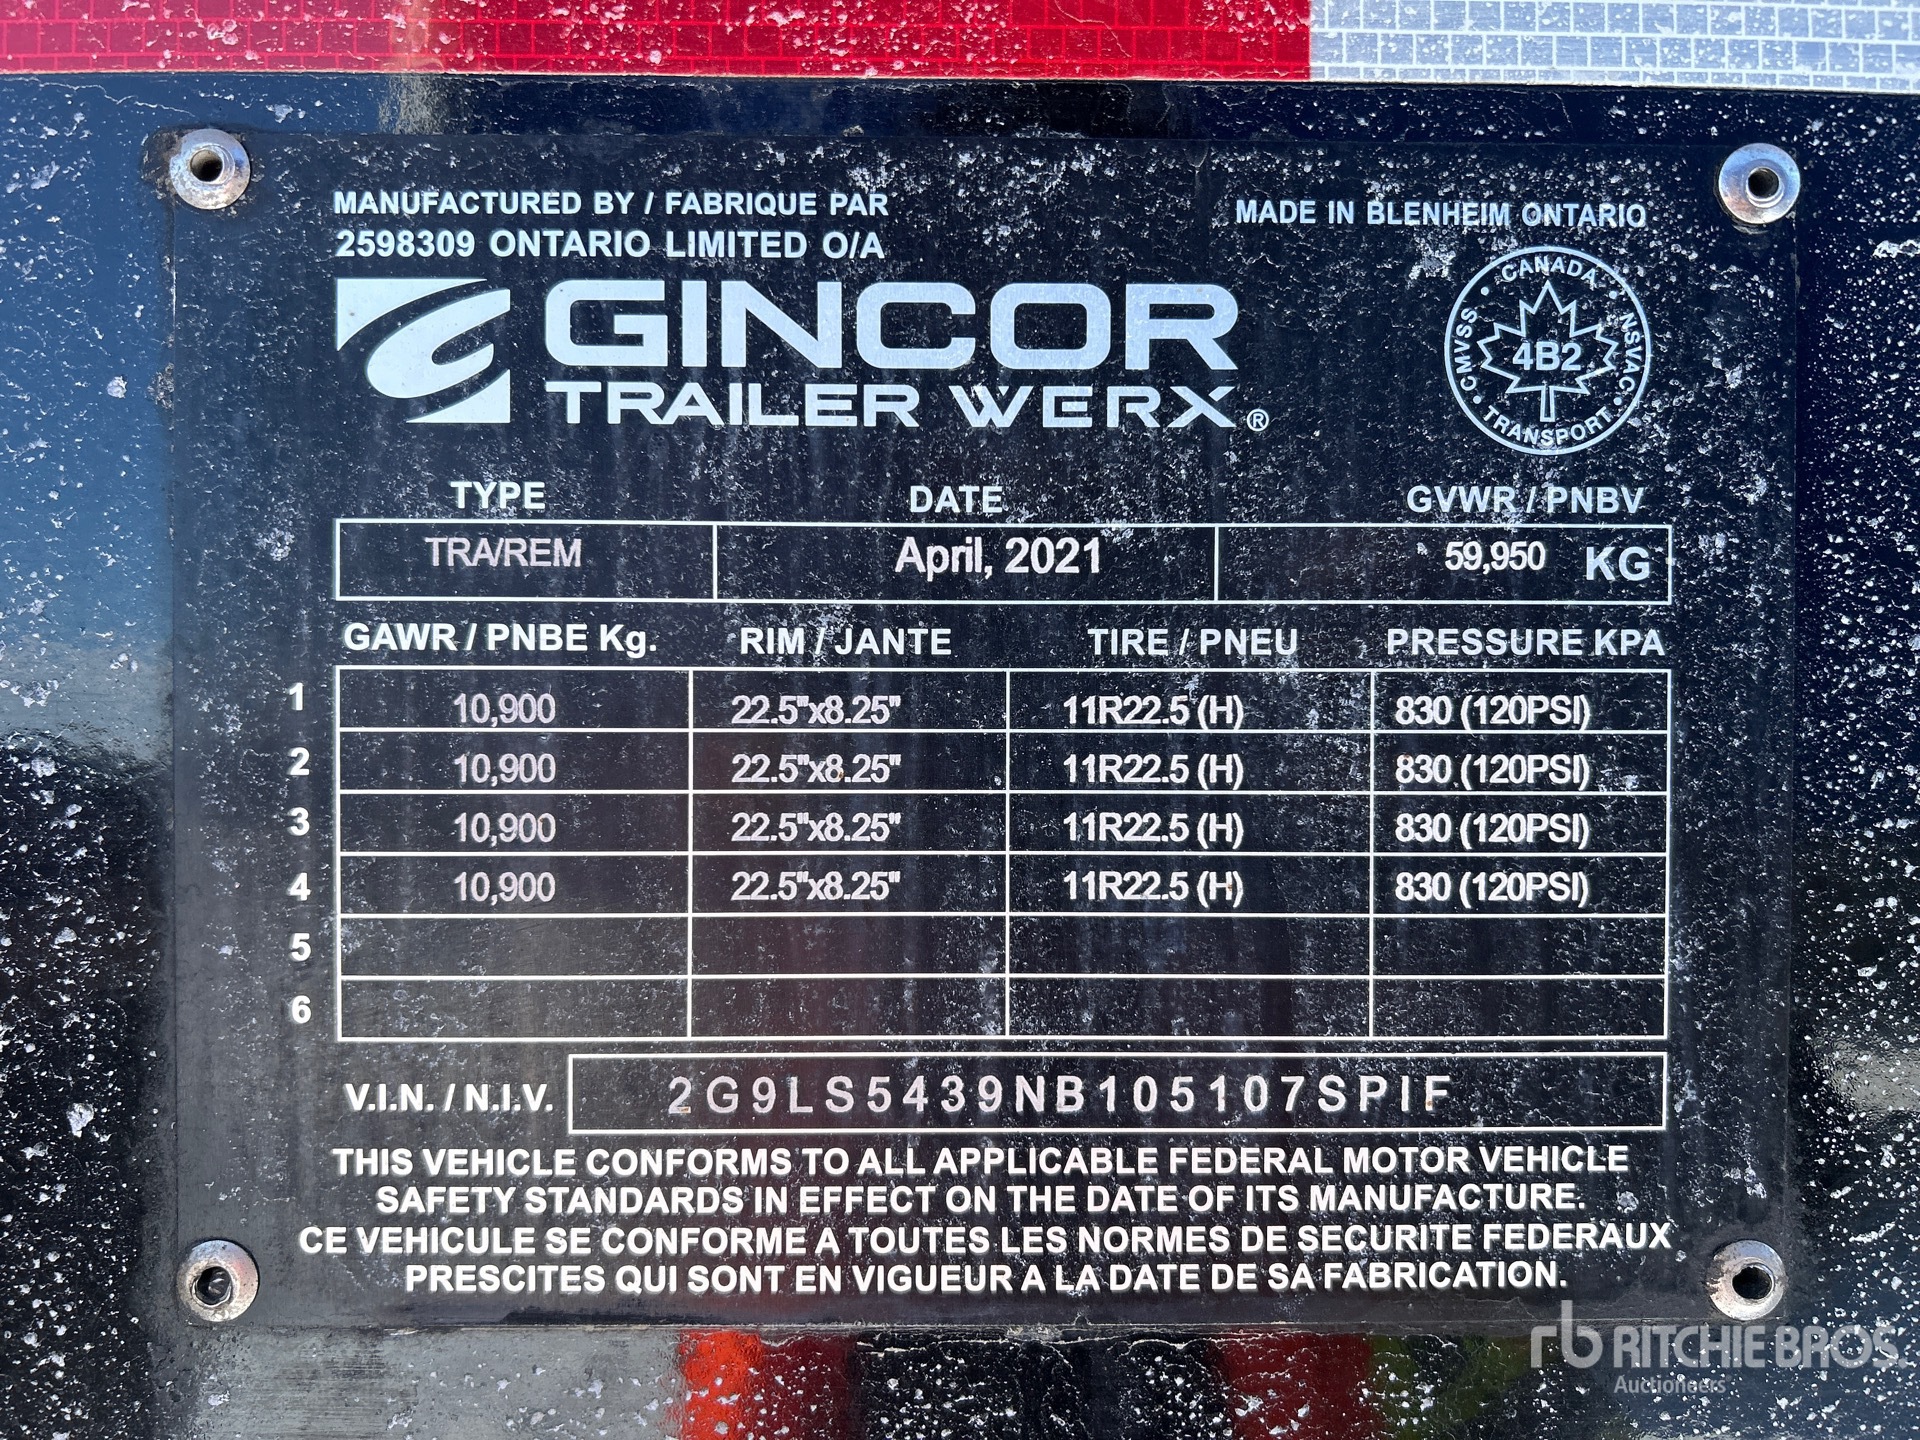 MANUFACTURED BY / FABRIQUE PAR
2598309 ONTARIO LIMITED O/A
MADE IN BLENHEIM ONTARIO
GINCOR
TRAILER WERX®
CANADA
CMVSS
NSVAC
4B2
TRANSPORT
TYPE DATE GVWR / PNBV
TRA/REM April, 2021 59,950 KG
GAWR / PNBE Kg. RIM / JANTE TIRE / PNEU PRESSURE KPA
1 10,900 22.5"x8.25" 11R22.5 (H) 830 (120PSI)
2 10,900 22.5"x8.25" 11R22.5 (H) 830 (120PSI)
3 10,900 22.5"x8.25" 11R22.5 (H) 830 (120PSI)
4 10,900 22.5"x8.25" 11R22.5 (H) 830 (120PSI)
5
6
V.I.N. / N.I.V. 2G9LS5439NB105107SPIF
THIS VEHICLE CONFORMS TO ALL APPLICABLE FEDERAL MOTOR VEHICLE
SAFETY STANDARDS IN EFFECT ON THE DATE OF ITS MANUFACTURE.
CE VEHICULE SE CONFORME A TOUTES LES NORMES DE SECURITE FEDERAUX
PRESCITES QUI SONT EN VIGUEUR A LA DATE DE SA FABRICATION.
rb RITCHIE BROS.
Auctioneers